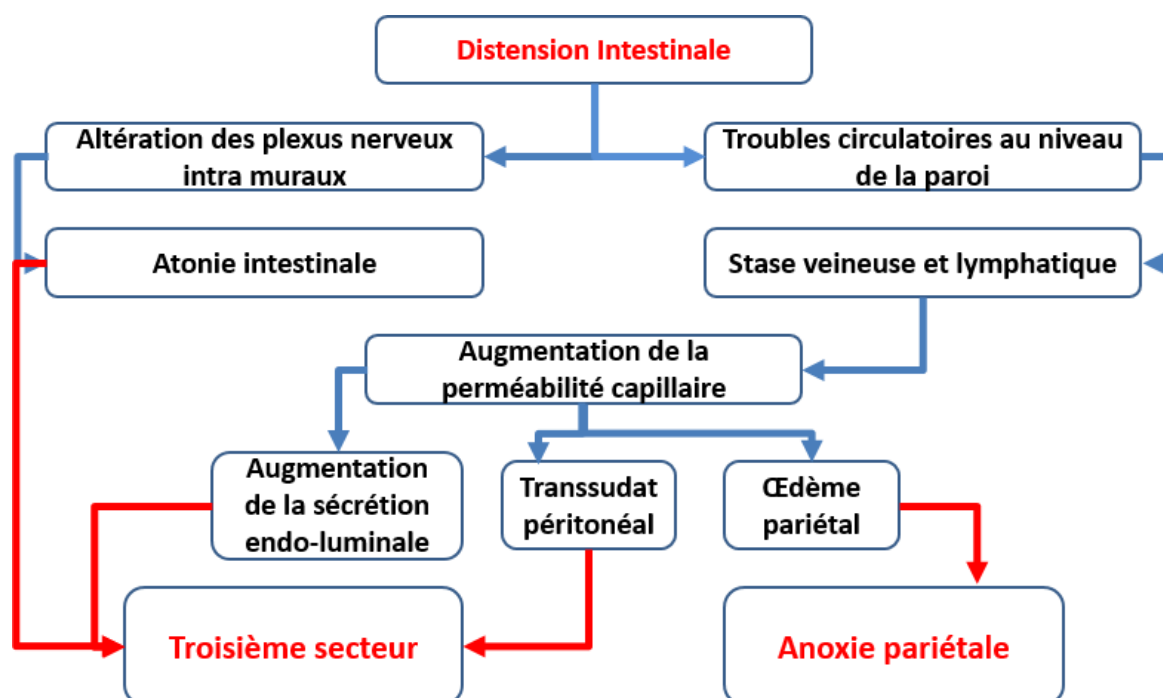 Distension Intestinale
Altération des plexus nerveux
intra muraux
Troubles circulatoires au niveau
de la paroi
Atonie intestinale
Stase veineuse et lymphatique
Augmentation de la
perméabilité capillaire
Augmentation
de la sécrétion
endo-luminale
Transsudat
péritonéal
Œdème
pariétal
Troisième secteur
Anoxie pariétale